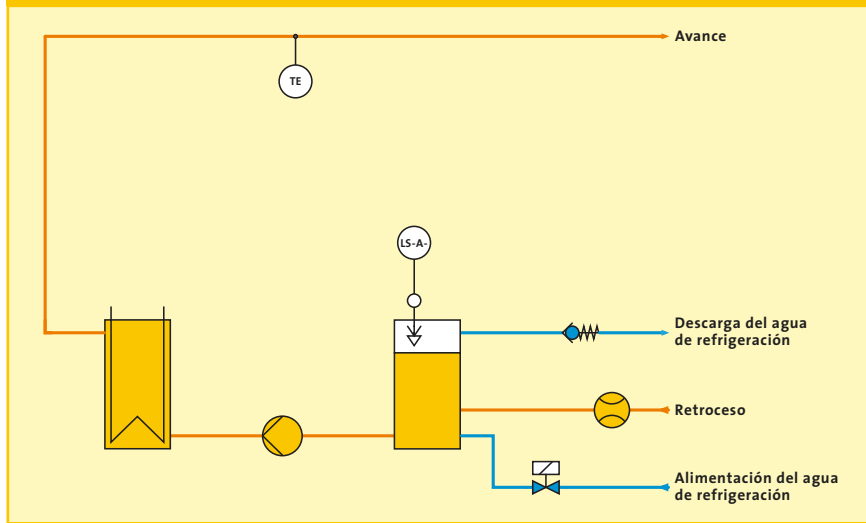 Avance
TE
LS-A-
Descarga del agua
de refrigeración
Retroceso
Alimentación del agua
de refrigeración